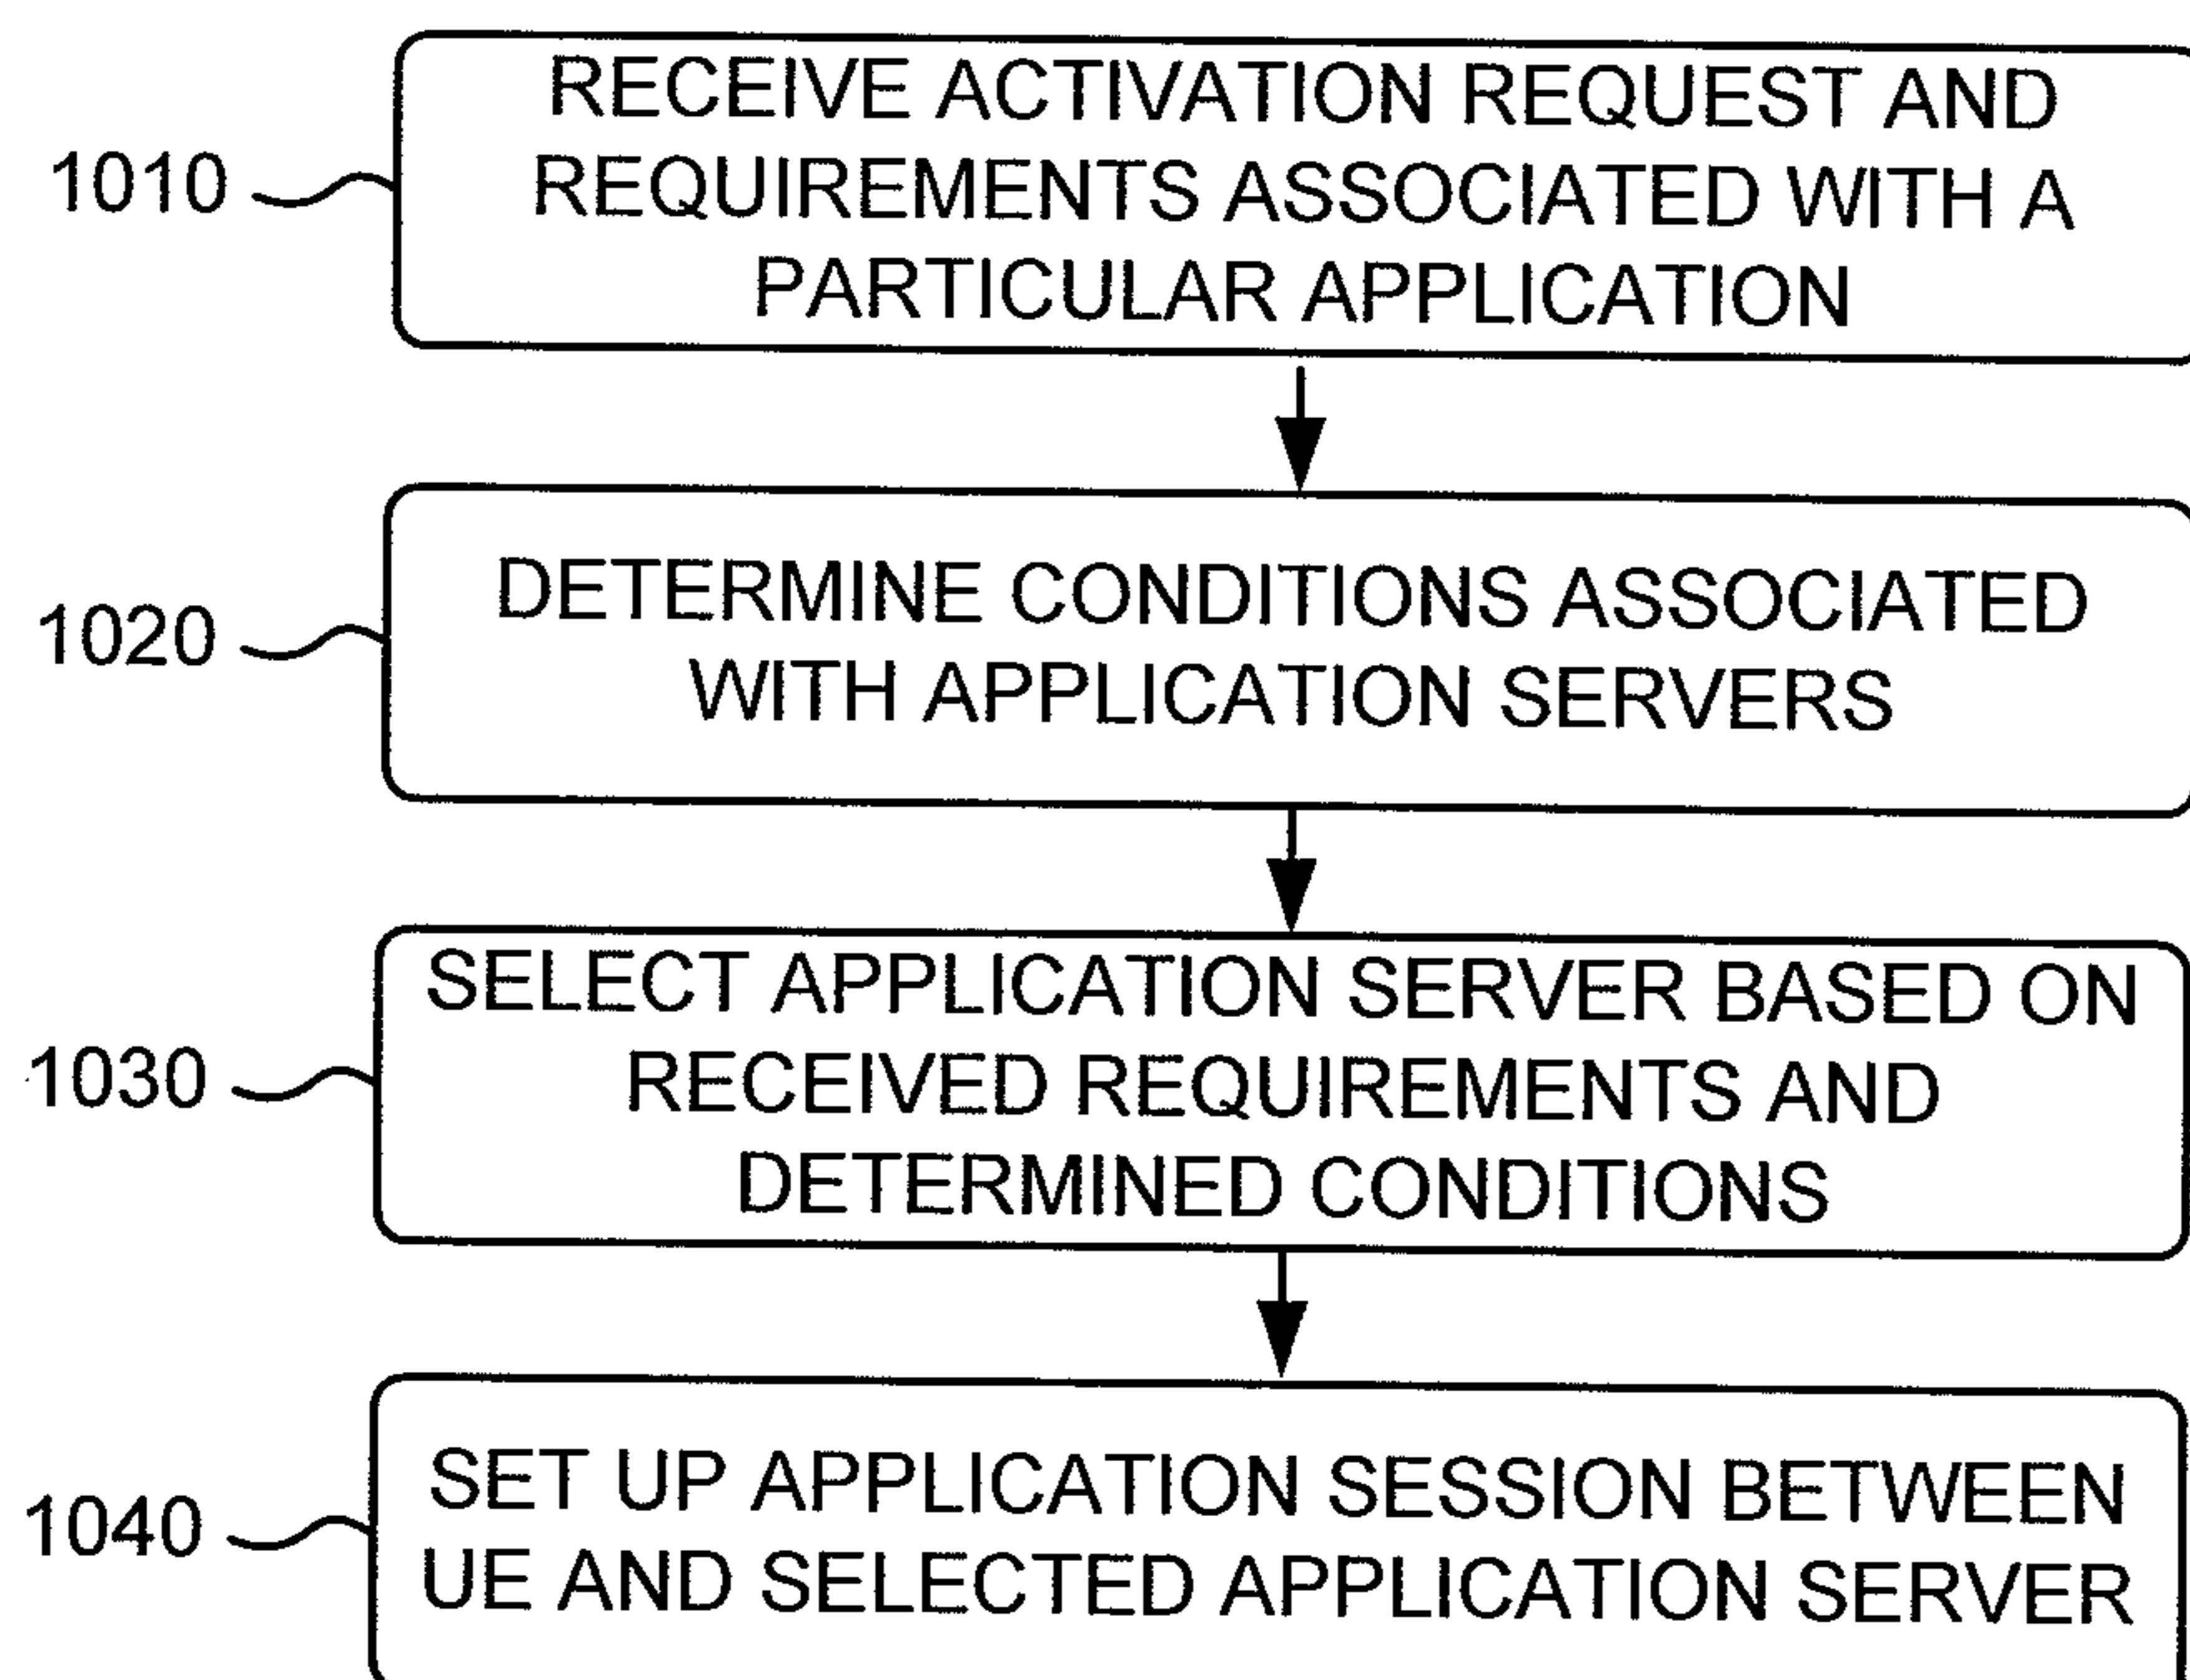 RECEIVE ACTIVATION REQUEST AND
1010
REQUIREMENTS ASSOCIATED WITH A
PARTICULAR APPLICATION
DETERMINE CONDITIONS ASSOCIATED
1020
WITH APPLICATION SERVERS
SELECT APPLICATION SERVER BASED ON
1030
RECEIVED REQUIREMENTS AND
DETERMINED CONDITIONS
SET UP APPLICATION SESSION BETWEEN
1040
UE AND SELECTED APPLICATION SERVER